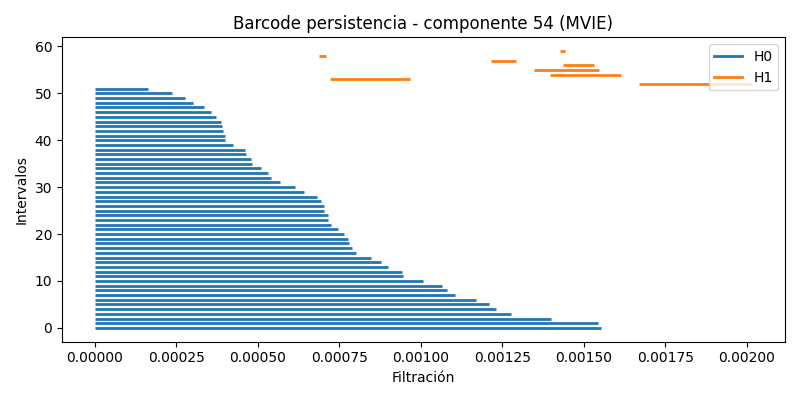 Barcode persistencia - componente 54 (MVIE)
H0
H1
Intervalos
60
50
40
30
20
10
0
0.00000 0.00025 0.00050 0.00075 0.00100 0.00125 0.00150 0.00175 0.00200
Filtración